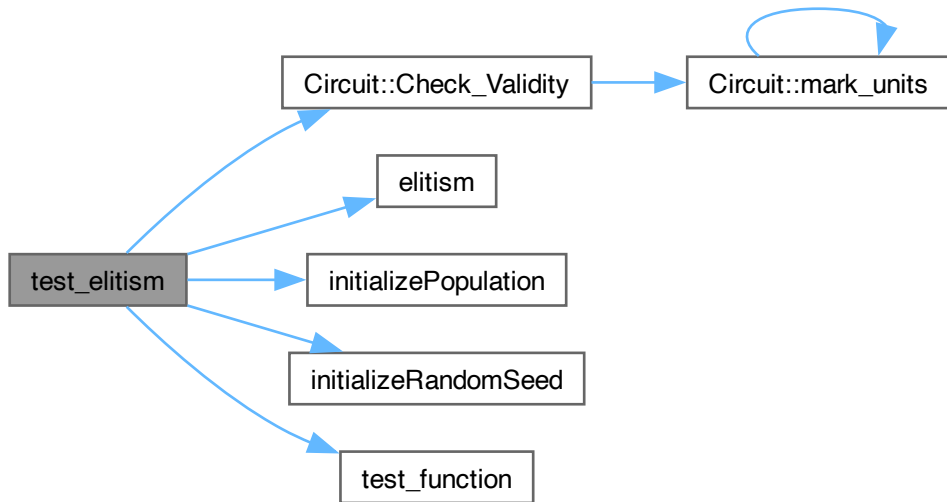 Circuit::Check_Validity
Circuit::mark_units
elitism
test_elitism
initializePopulation
initializeRandomSeed
test_function